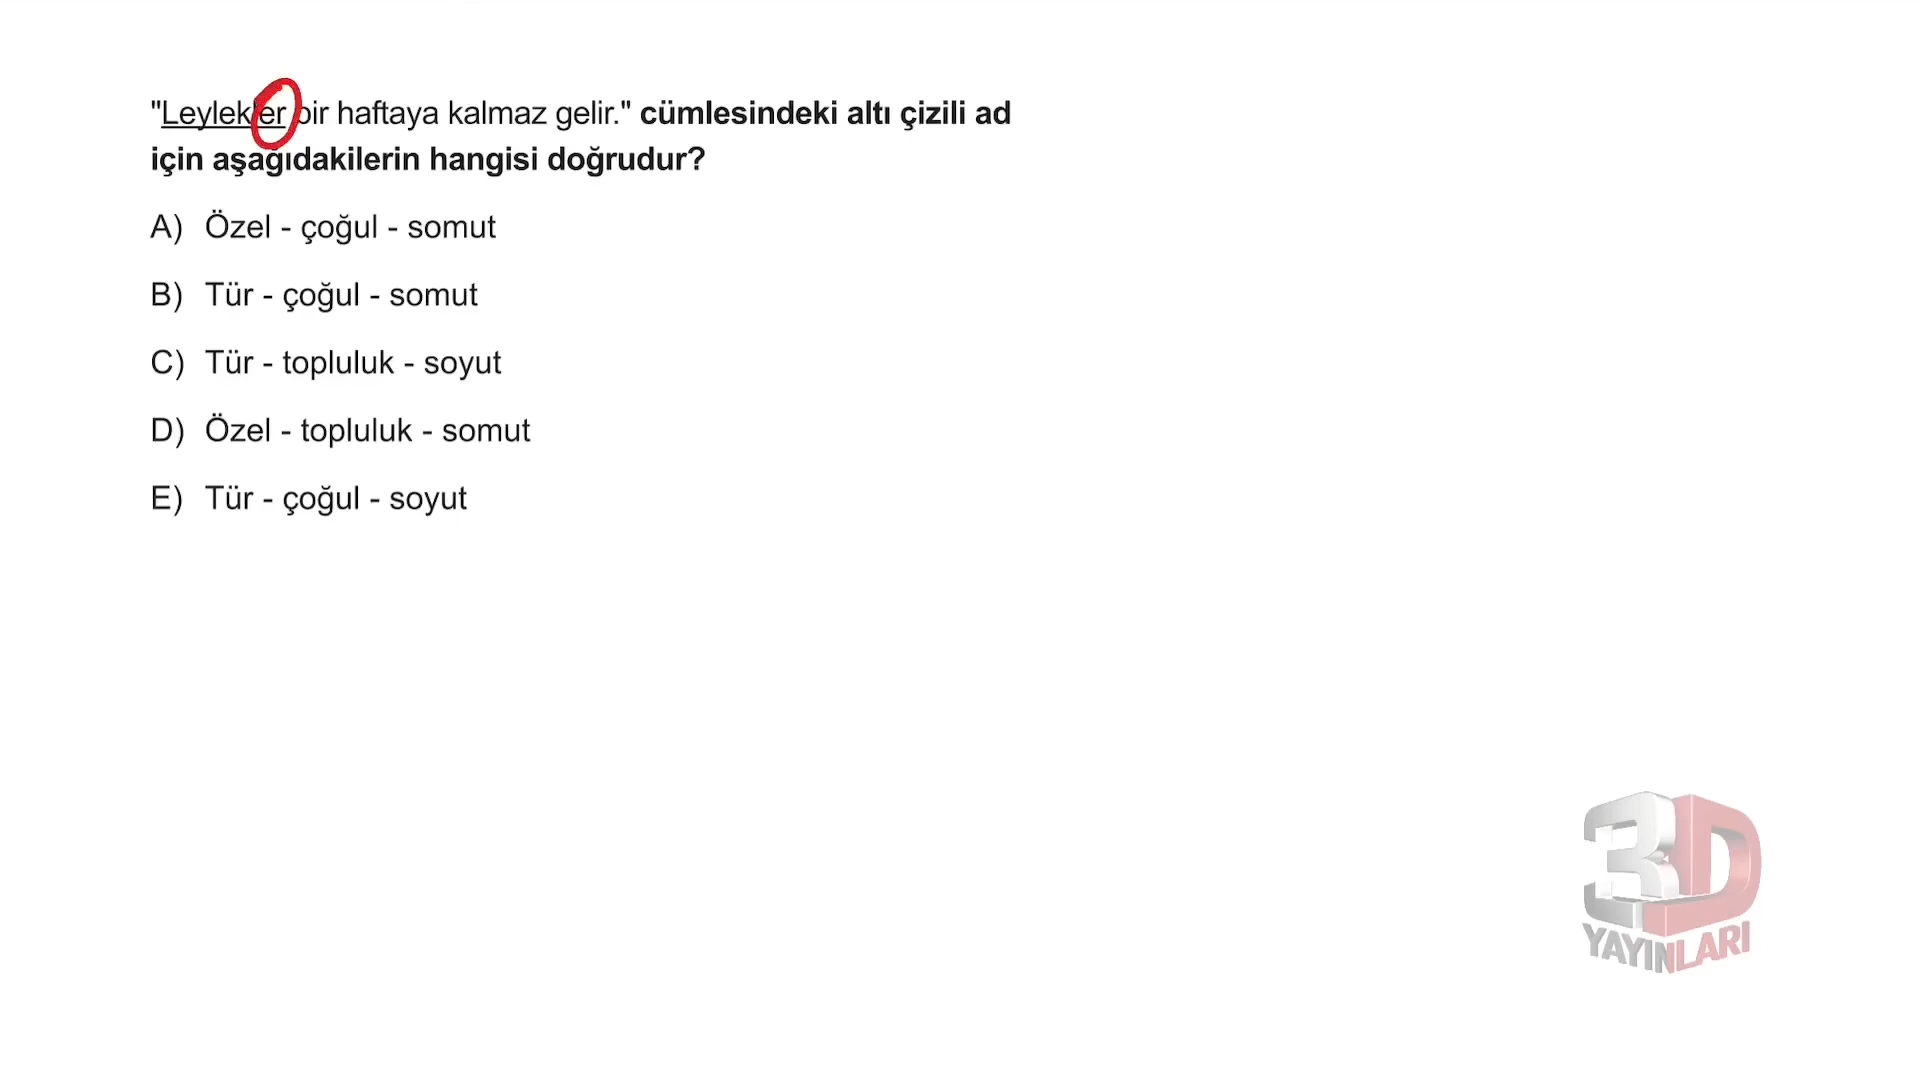 "Leylekler bir haftaya kalmaz gelir." cümlesindeki altı çizili ad
için aşağıdakilerin hangisi doğrudur?
A) Özel - çoğul - somut
B) Tür - çoğul - somut
C) Tür - topluluk - soyut
D) Özel - topluluk - somut
E) Tür - çoğul - soyut
3D
YAYINLARI